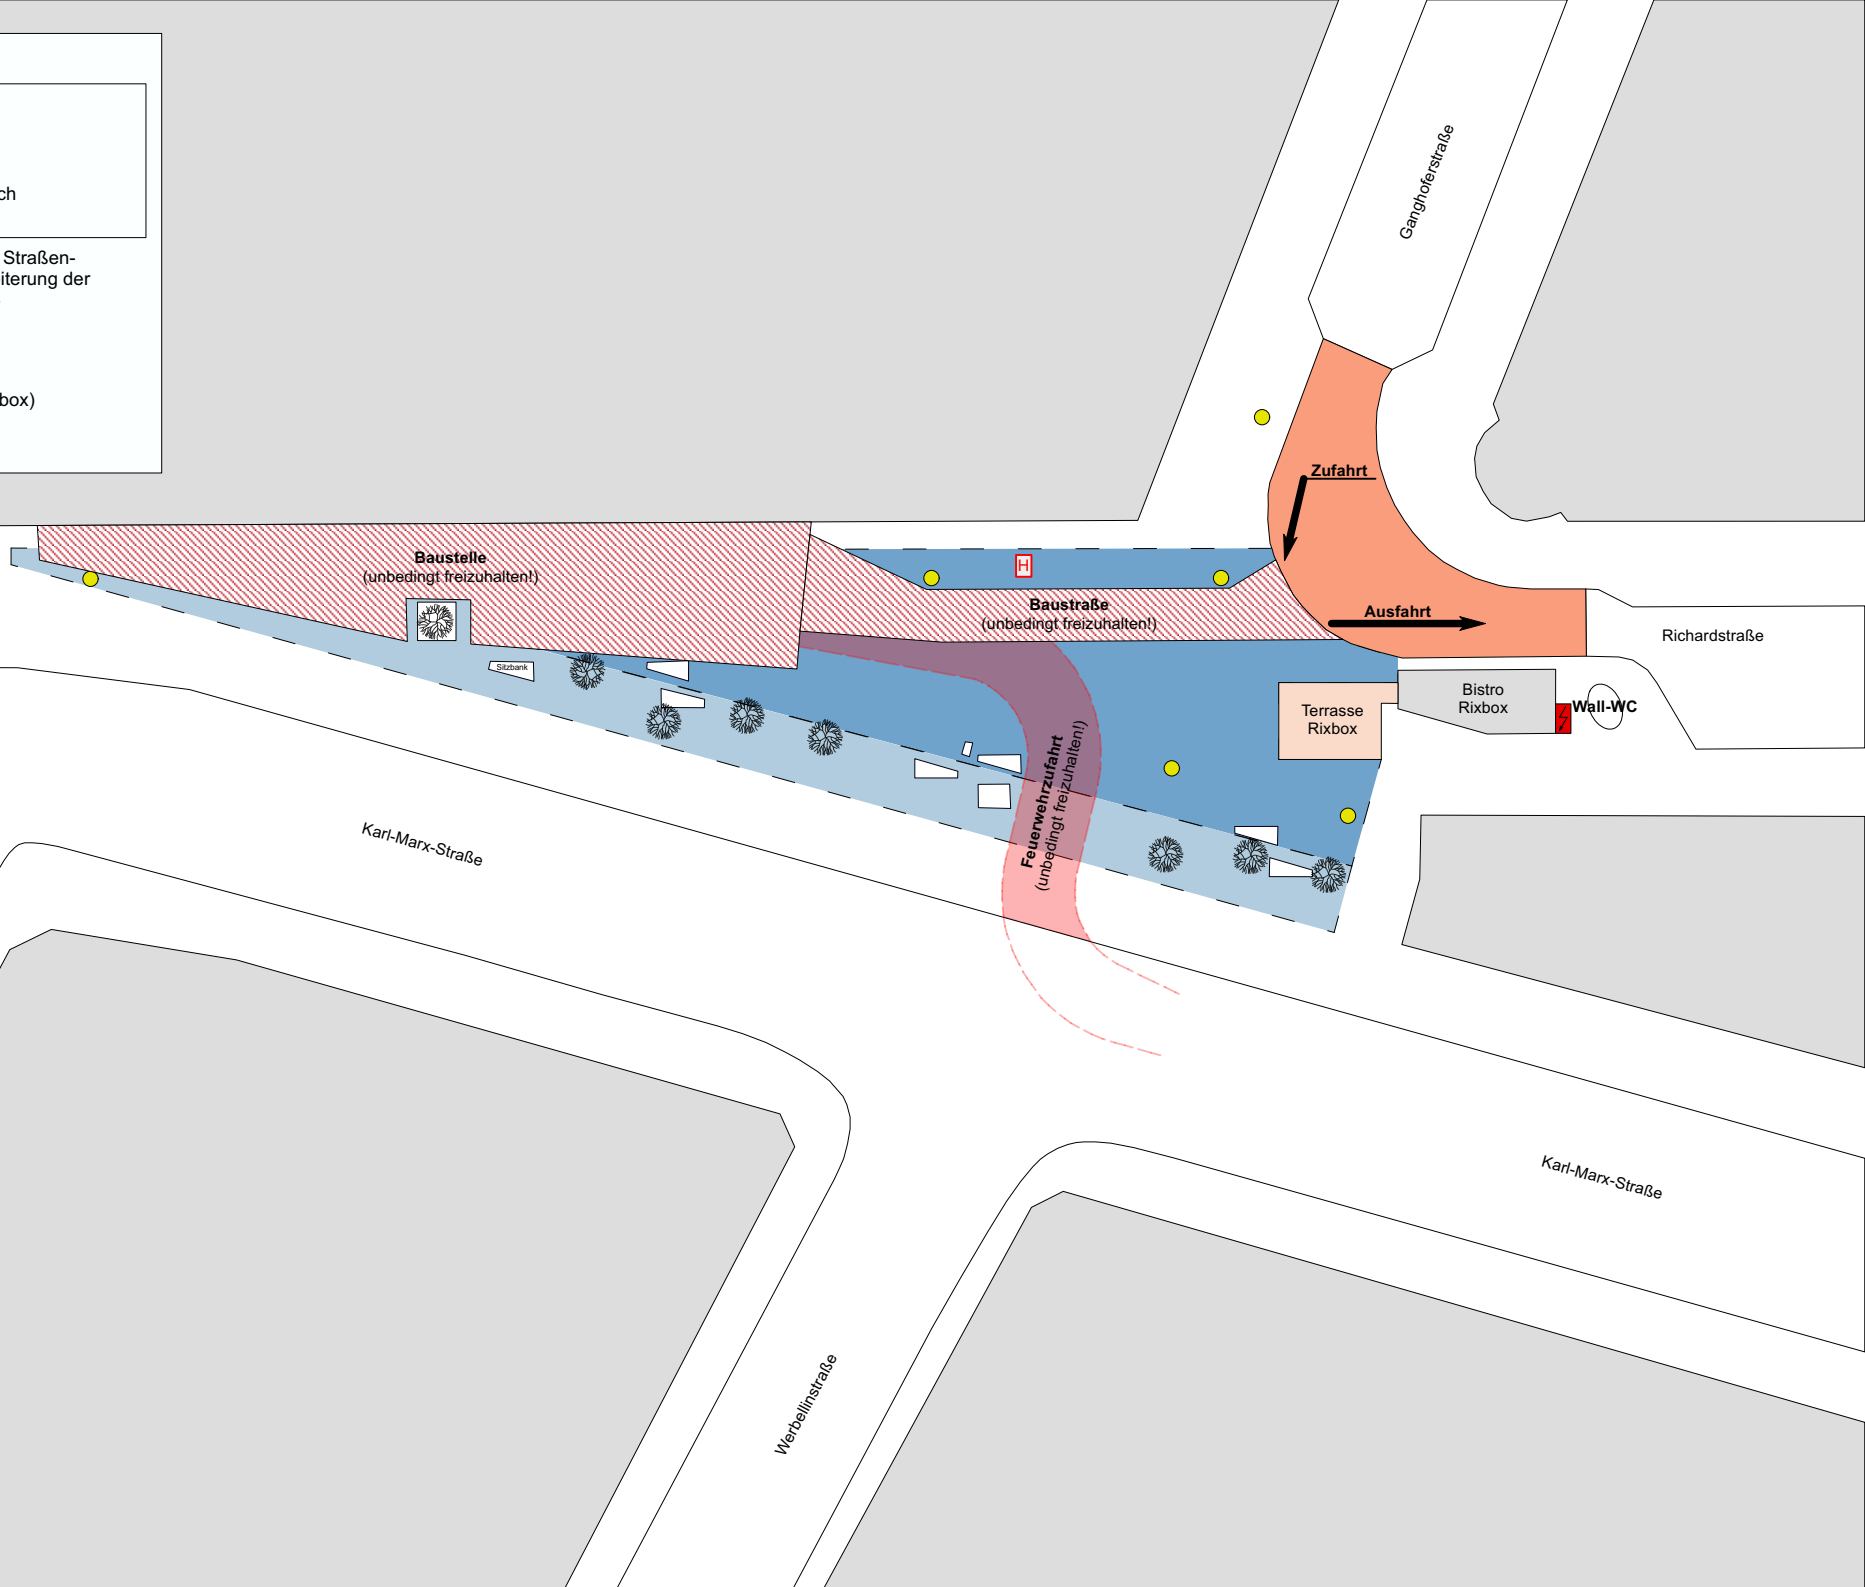 ch
Straßen-
iterung der
box)
Ganghoferstraße
Zufahrt
Baustelle
(unbedingt freizuhalten!)
H
Baustraße
(unbedingt freizuhalten!)
Ausfahrt
Richardstraße
Sitzbank
Terrasse
Rixbox
Bistro
Rixbox
Wall-WC
Feuerwehrzufahrt
(unbedingt freizuhalten!)
Karl-Marx-Straße
Karl-Marx-Straße
Werbellinstraße